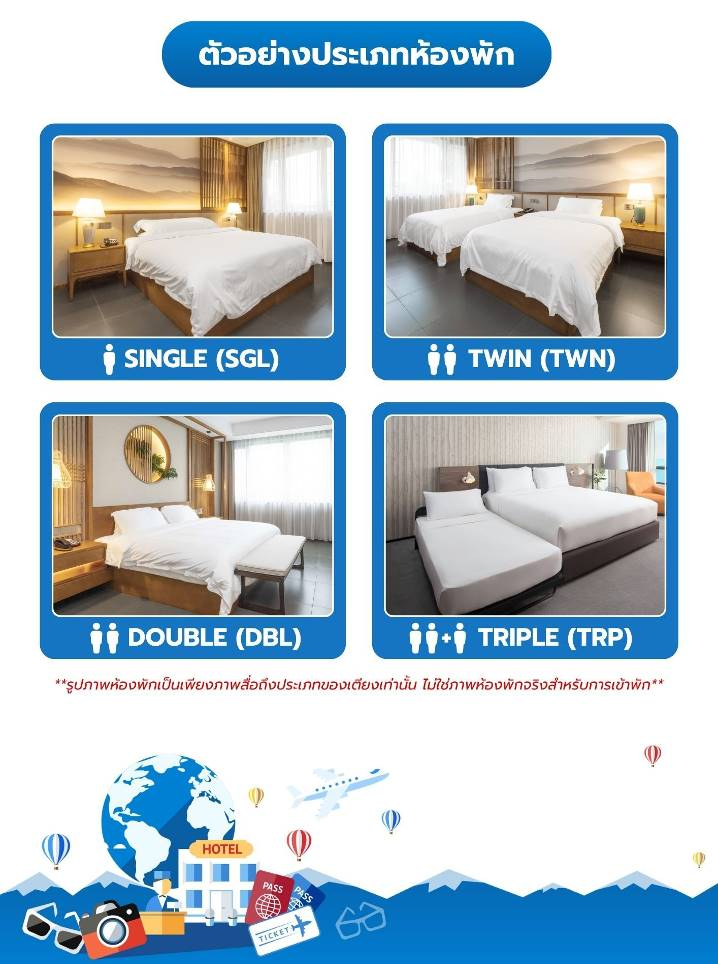 ตัวอย่างประเภทห้องพัก
SINGLE (SGL)
TWIN (TWN)
DOUBLE (DBL)
+
TRIPLE (TRP)
**รูปภาพห้องพักเป็นเพียงภาพสื่อถึงประเภทของเตียงเท่านั้น ไม่ใช่ภาพห้องพักจริงสำหรับการเข้าพัก**
HOTEL
PASS
PASS
TICKET